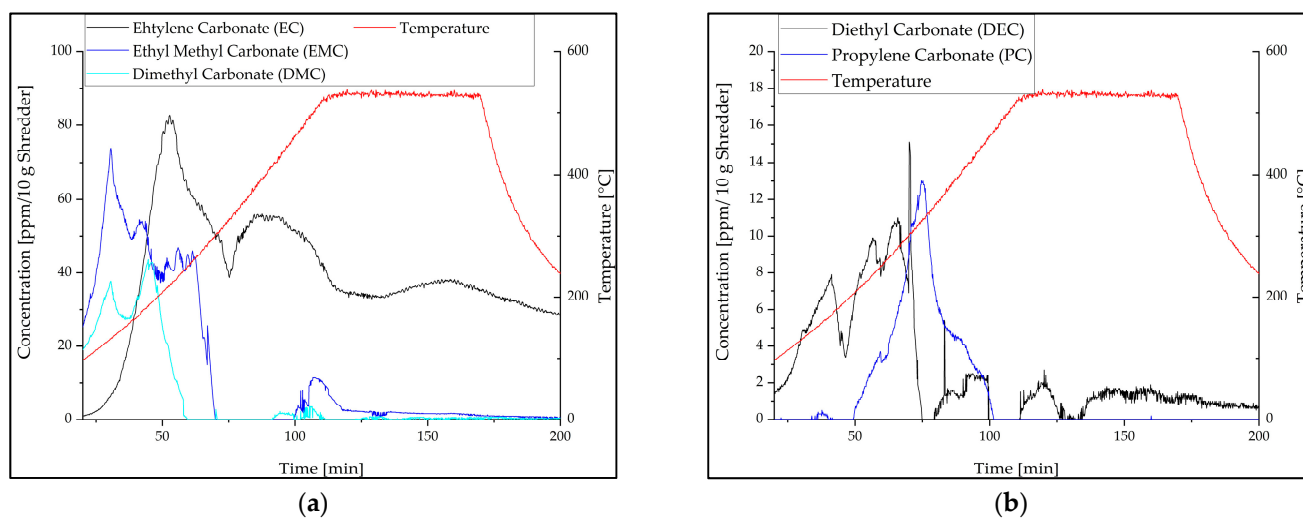 Ehtylene Carbonate (EC) Temperature
Ethyl Methyl Carbonate (EMC)
Dimethyl Carbonate (DMC)
100
80
60
40
20
0
Concentration [ppm/10 g Shredder]
600
400
200
0
Temperature [°C]
50 100 150 200
Time [min]
(a)
Diethyl Carbonate (DEC)
Propylene Carbonate (PC)
Temperature
20
18
16
14
12
10
8
6
4
2
0
Concentration [ppm/ 10 g Shredder]
600
400
200
0
Temperature [°C]
50 100 150 200
Time [min]
(b)